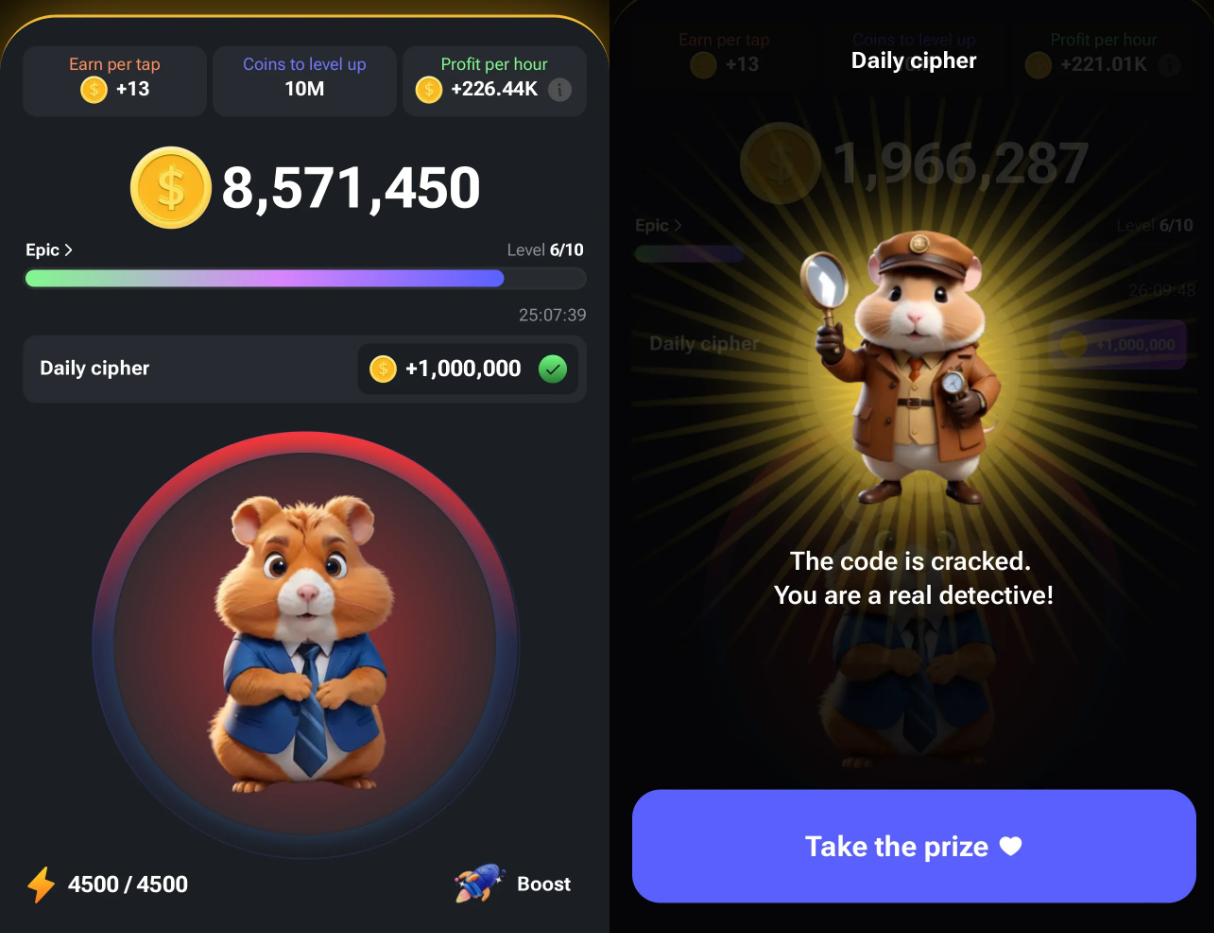 Earn per tap
+13
Coins to level up
10M
Profit per hour
+226.44K
8,571,450
Epic >
Level 6/10
25:07:39
Daily cipher
+1,000,000
4500 / 4500
Boost
Earn per tap
+13
Coins to level up
Profit per hour
+221.01K
Daily cipher
1,966,287
Epic >
Level 6/10
26:09:48
Daily cipher
+1,000,000
The code is cracked.
You are a real detective!
Take the prize